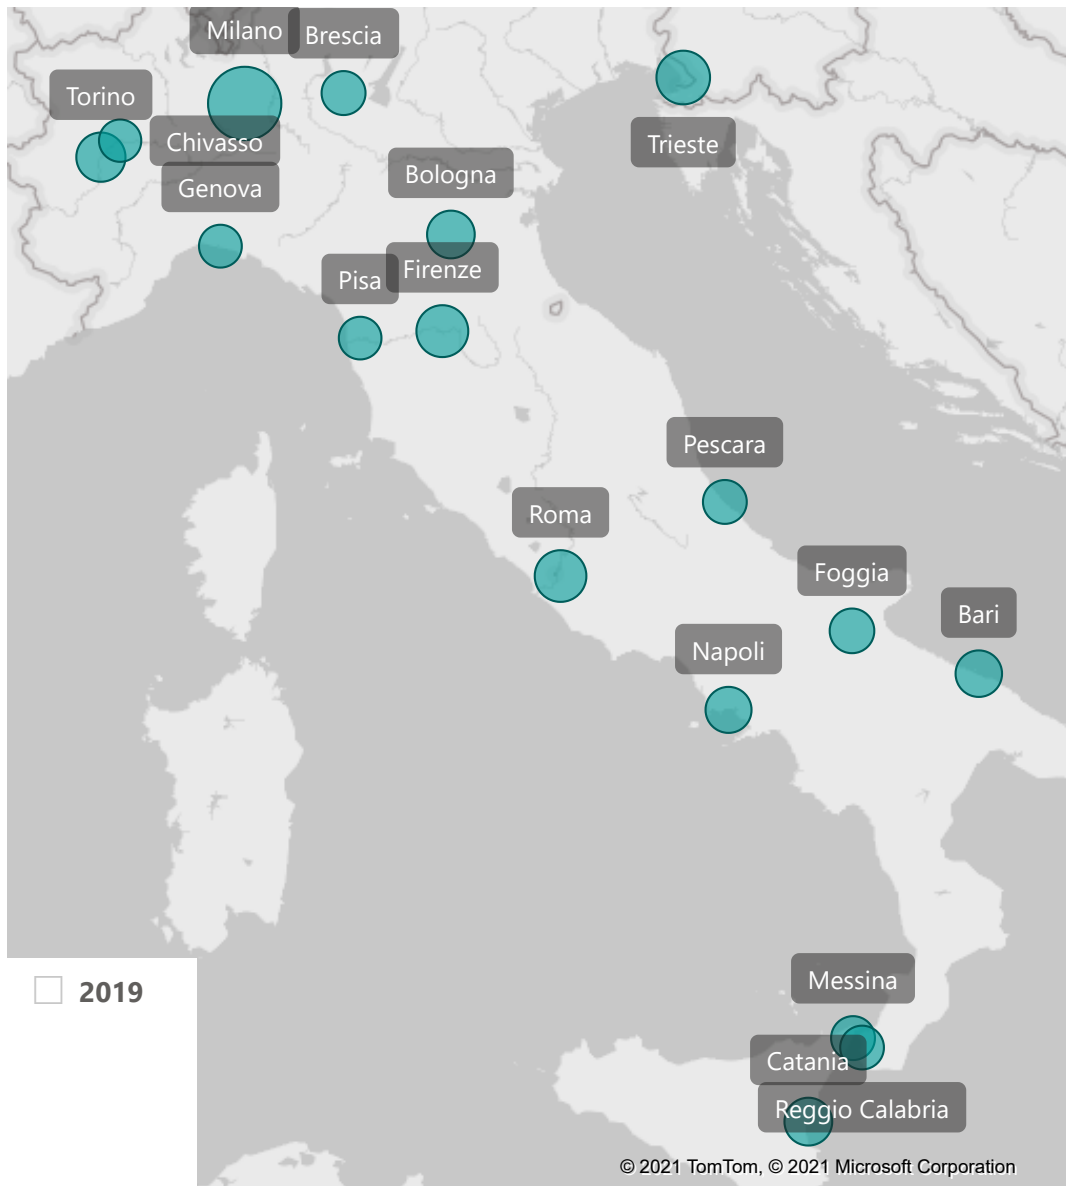 Milano
Brescia
Torino
Chivasso
Trieste
Genova
Bologna
Firenze
Pisa
Pescara
Roma
Foggia
Bari
Napoli
Messina
2019
Catania
Reggio Calabria
© 2021 TomTom, © 2021 Microsoft Corporation